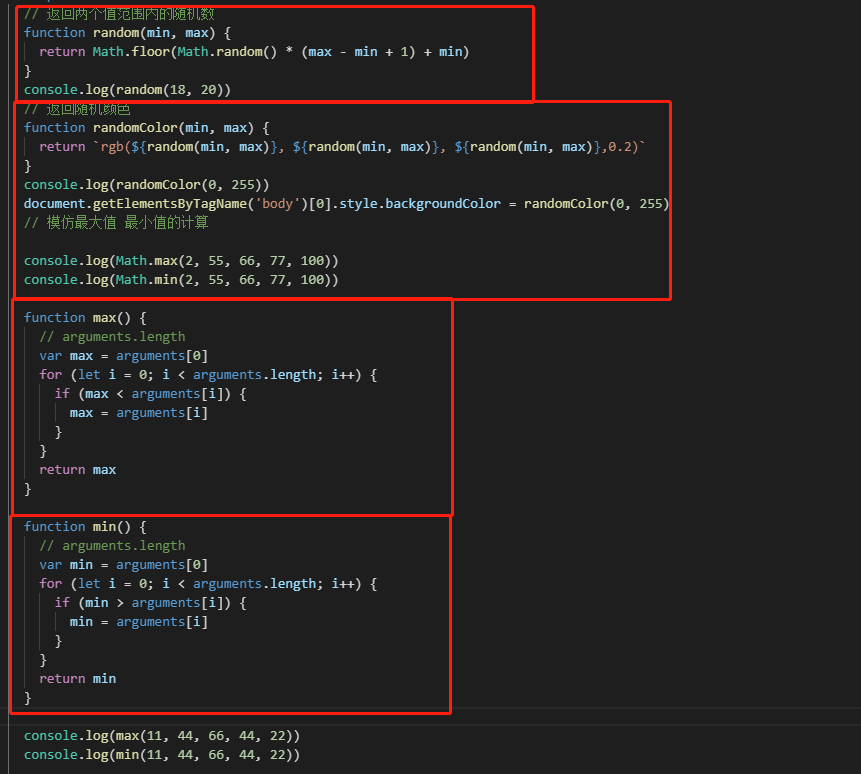 // 返回两个值范围内的随机数
function random(min, max) {
return Math.floor(Math.random() * (max - min + 1) + min)
}
console.log(random(18, 20))
// 返回随机颜色
function randomColor(min, max) {
return `rgb(${random(min, max)}, ${random(min, max)}, ${random(min, max)},0.2)`
}
console.log(randomColor(0, 255))
document.getElementsByTagName('body')[0].style.backgroundColor = randomColor(0, 255)
// 模仿最大值 最小值的计算
console.log(Math.max(2, 55, 66, 77, 100))
console.log(Math.min(2, 55, 66, 77, 100))
function max() {
// arguments.length
var max = arguments[0]
for (let i = 0; i < arguments.length; i++) {
if (max < arguments[i]) {
max = arguments[i]
}
}
return max
}
function min() {
// arguments.length
var min = arguments[0]
for (let i = 0; i < arguments.length; i++) {
if (min > arguments[i]) {
min = arguments[i]
}
}
return min
}
console.log(max(11, 44, 66, 44, 22))
console.log(min(11, 44, 66, 44, 22))